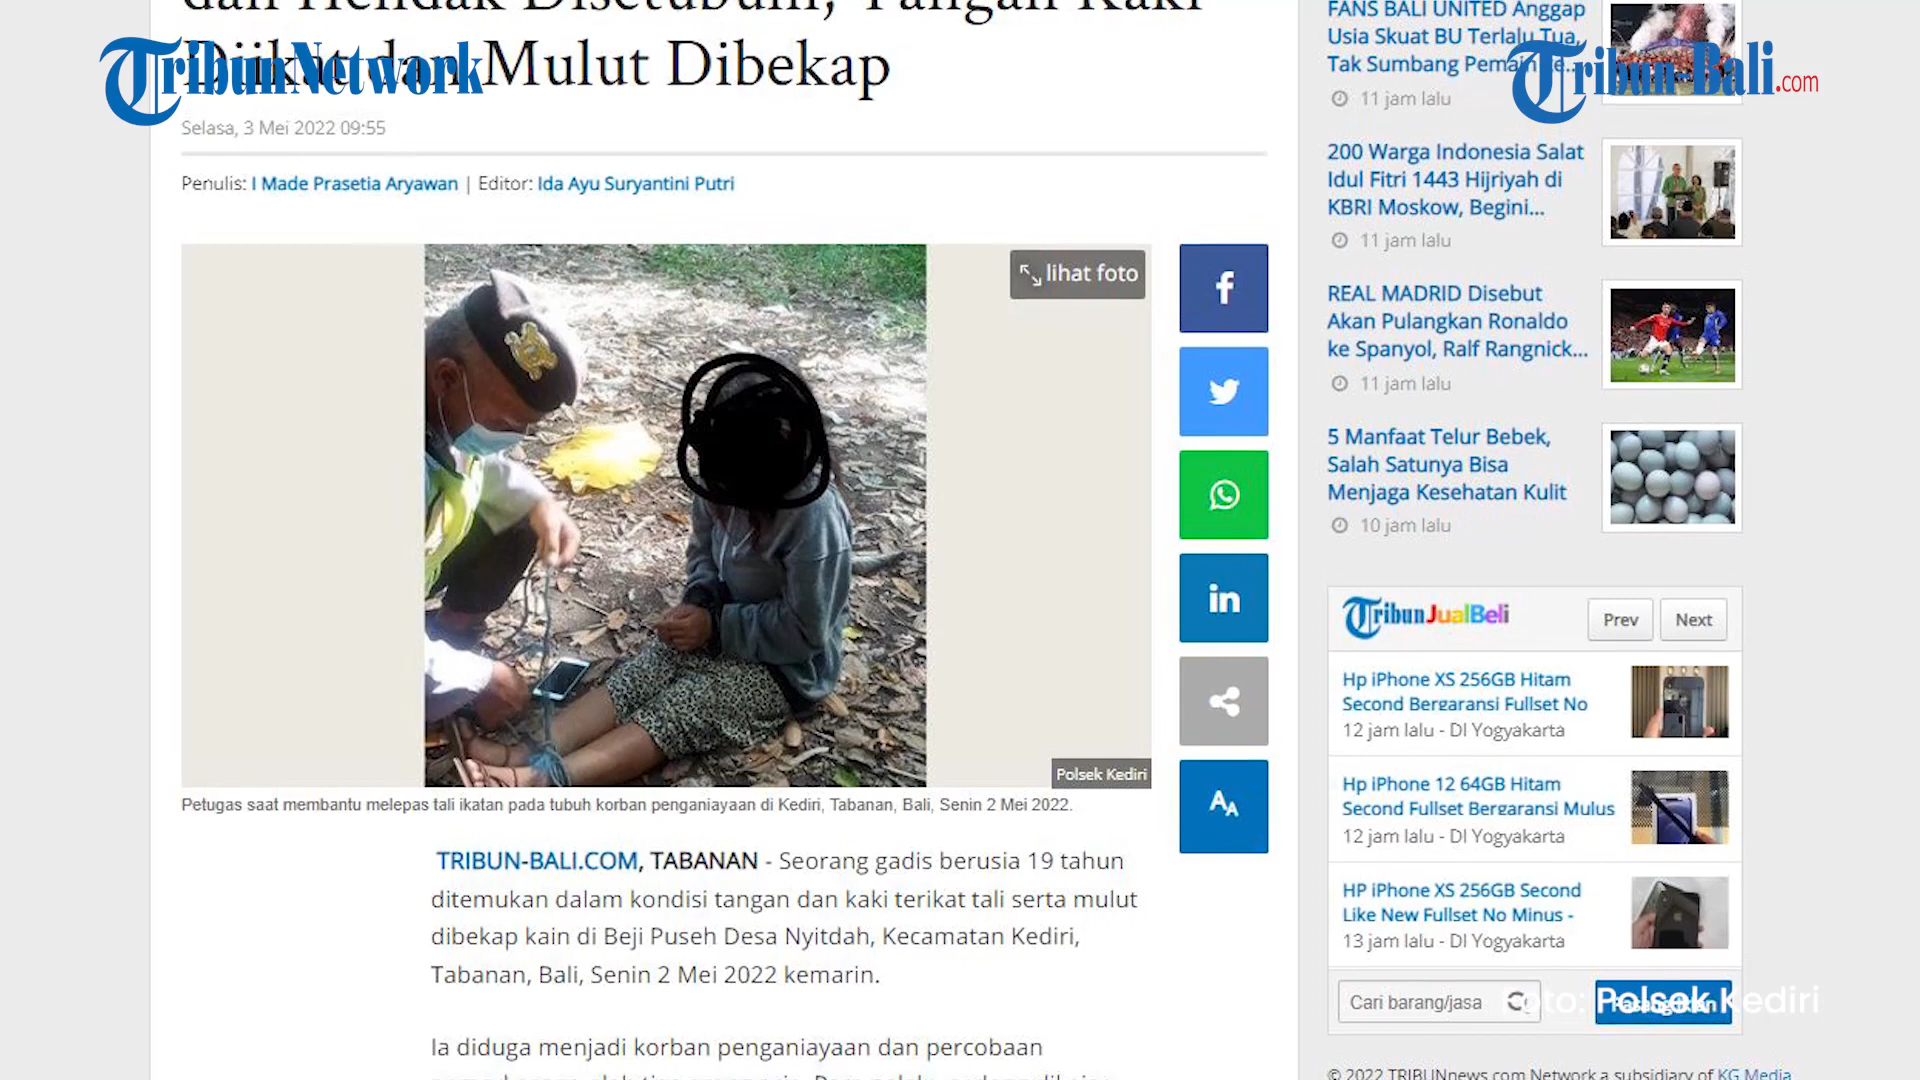 dan Hendak Disetubuhi, Tangan Kaki
Diikat dan Mulut Dibekap
TribunNetwork
Tribun-Bali.com
Selasa, 3 Mei 2022 09:55
Penulis: I Made Prasetia Aryawan | Editor: Ida Ayu Suryantini Putri
lihat foto
Polsek Kediri
Petugas saat membantu melepas tali ikatan pada tubuh korban penganiayaan di Kediri, Tabanan, Bali, Senin 2 Mei 2022.
TRIBUN-BALI.COM, TABANAN - Seorang gadis berusia 19 tahun
ditemukan dalam kondisi tangan dan kaki terikat tali serta mulut
dibekap kain di Beji Puseh Desa Nyitdah, Kecamatan Kediri,
Tabanan, Bali, Senin 2 Mei 2022 kemarin.
Ia diduga menjadi korban penganiayaan dan percobaan
f
in
AA
FANS BALI UNITED Anggap
Usia Skuat BU Terlalu Tua,
Tak Sumbang Pemain
11 jam lalu
200 Warga Indonesia Salat
Idul Fitri 1443 Hijriyah di
KBRI Moskow, Begini...
11 jam lalu
REAL MADRID Disebut
Akan Pulangkan Ronaldo
ke Spanyol, Ralf Rangnick...
11 jam lalu
5 Manfaat Telur Bebek,
Salah Satunya Bisa
Menjaga Kesehatan Kulit
10 jam lalu
TribunJualBeli
Prev
Next
Hp iPhone XS 256GB Hitam
Second Bergaransi Fullset No
12 jam lalu - DI Yogyakarta
Hp iPhone 12 64GB Hitam
Second Fullset Bergaransi Mulus
12 jam lalu - DI Yogyakarta
HP iPhone XS 256GB Second
Like New Fullset No Minus -
13 jam lalu - DI Yogyakarta
Cari barang/jasa
Pasang Iklan
Foto: Polsek Kediri
© 2022 TRIBUNnews.com Network,a subsidiary of KG Media